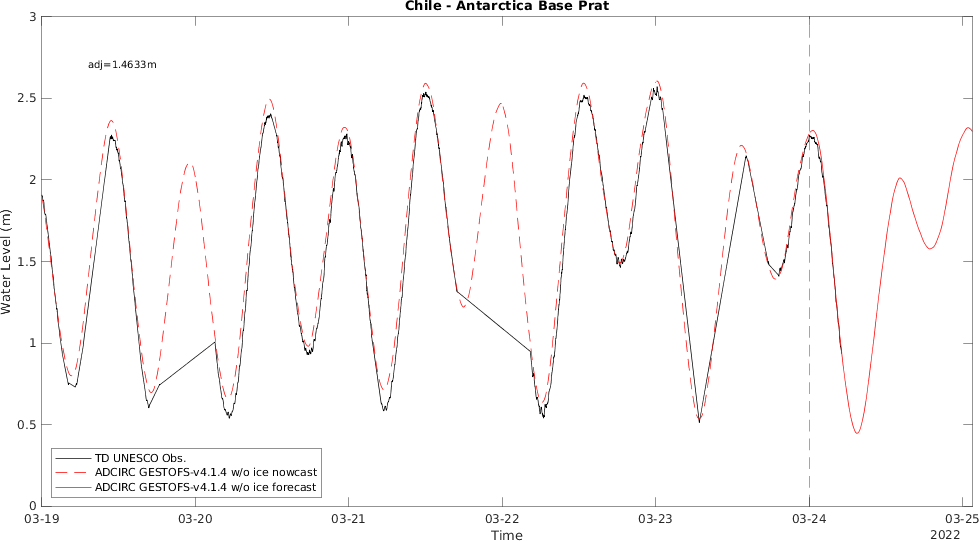 Chile - Antarctica Base Prat
3
adj=1.4633m
2.5
2
1.5
1
0.5
0
Water Level (m)
TD UNESCO Obs.
ADCIRC GESTOFS-v4.1.4 w/o ice nowcast
ADCIRC GESTOFS-v4.1.4 w/o ice forecast
03-19 03-20 03-21 03-22 03-23 03-24 03-25
Time
2022